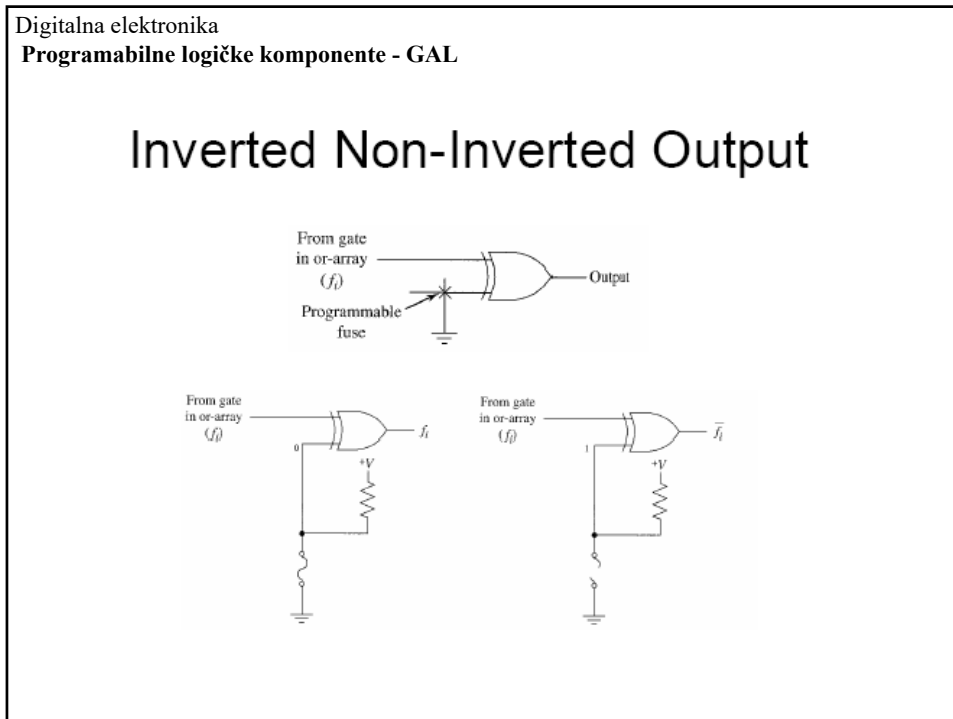 Digitalna elektronika
Programabilne logičke komponente - GAL
Inverted Non-Inverted Output
From gate
in or-array
(fi)
Output
Programmable
fuse
From gate
in or-array
(fi)
0
fi
+V
From gate
in or-array
(fi)
1
f̅i
+V